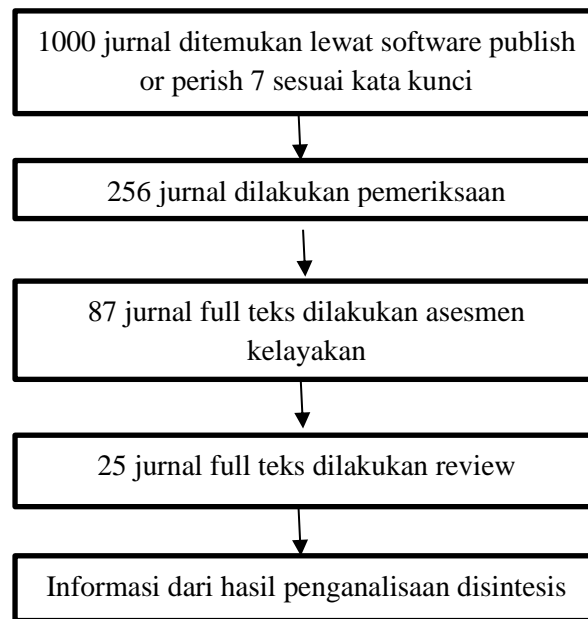 1000 jurnal ditemukan lewat software publish
or perish 7 sesuai kata kunci
256 jurnal dilakukan pemeriksaan
87 jurnal full teks dilakukan asesmen
kelayakan
25 jurnal full teks dilakukan review
Informasi dari hasil penganalisaan disintesis